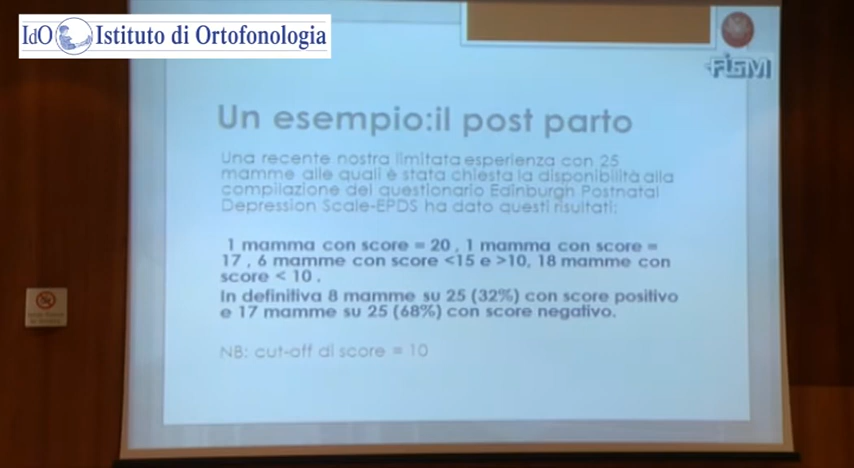 IdO Istituto di Ortofonologia
FISM
Un esempio:il post parto
Una recente nostra limitata esperienza con 25
mamme alle quali è stata chiesta la disponibilità alla
compilazione del questionario Edinburgh Postnatal
Depression Scale-EPDS ha dato questi risultati:
1 mamma con score = 20 , 1 mamma con score =
17 , 6 mamme con score <15 e >10, 18 mamme con
score < 10 .
In definitiva 8 mamme su 25 (32%) con score positivo
e 17 mamme su 25 (68%) con score negativo.
NB: cut-off di score = 10